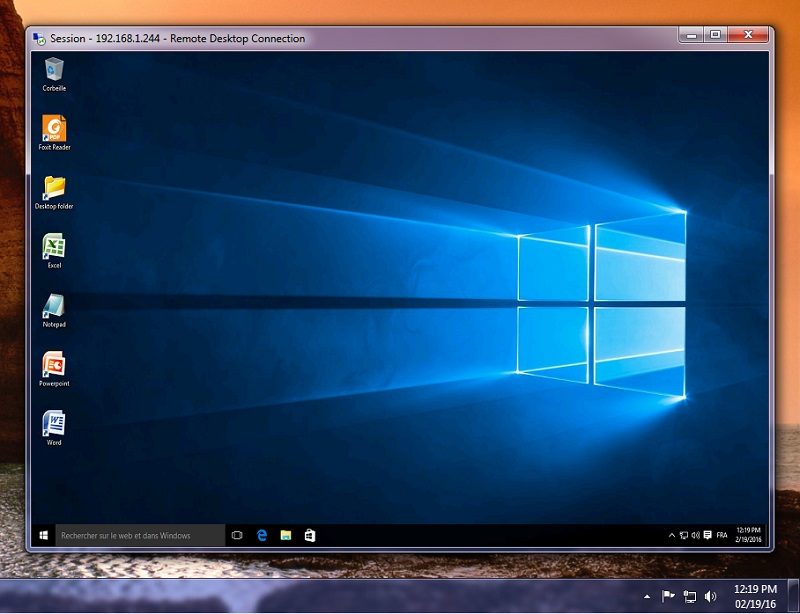 Session - 192.168.1.244 - Remote Desktop Connection
Corbeille
PDF
Foxit Reader
Desktop folder
Excel
Notepad
Powerpoint
Word
Rechercher sur le web et dans Windows
FRA
12:19 PM
2/19/2016
12:19 PM
02/19/16